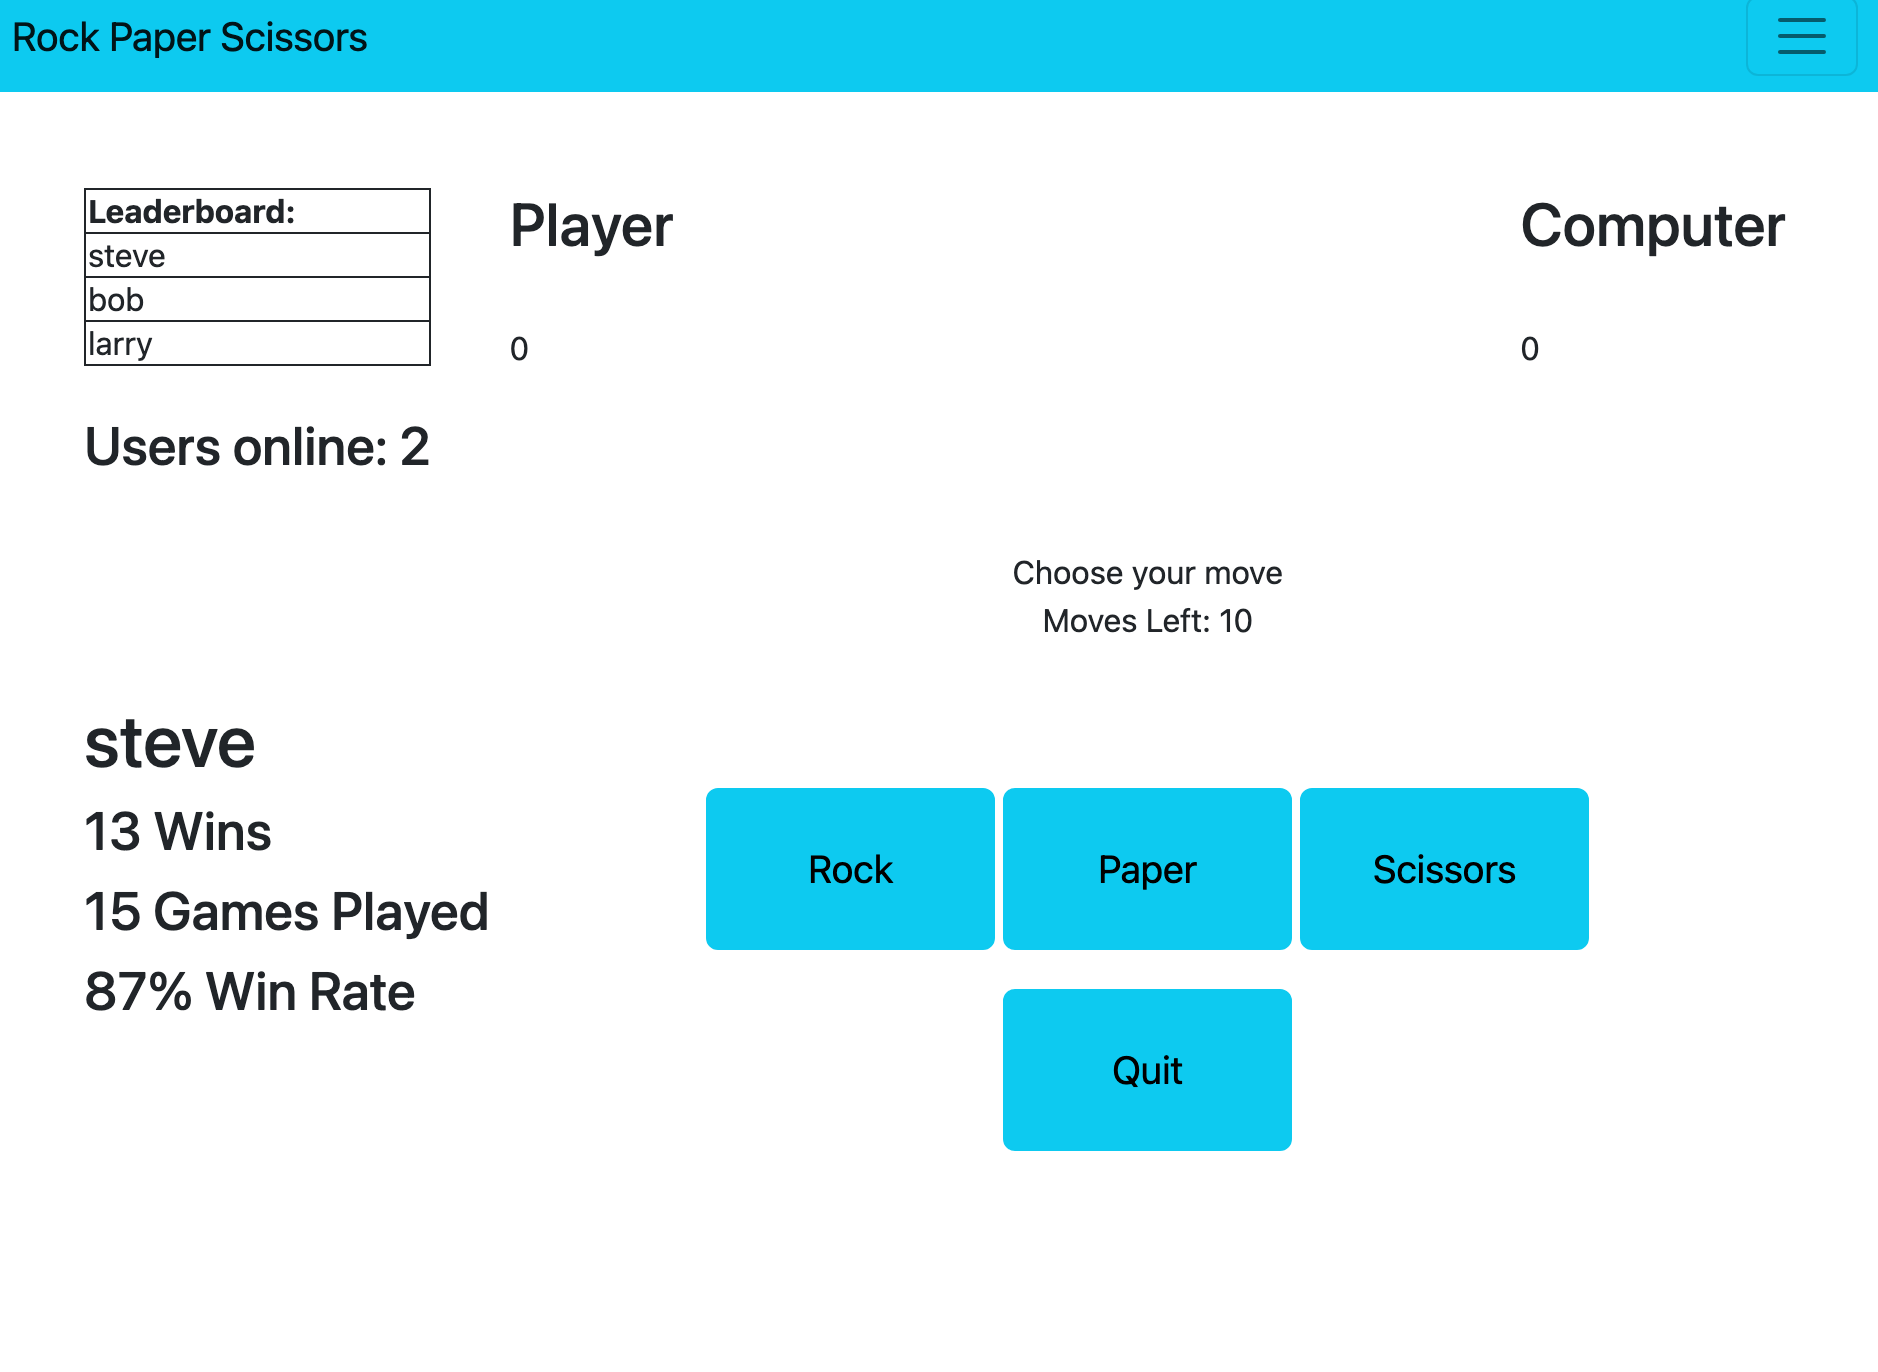 Rock Paper Scissors
Leaderboard:
steve
bob
larry
Users online: 2
Player
0
Computer
0
Choose your move
Moves Left: 10
steve
13 Wins
15 Games Played
87% Win Rate
Rock
Paper
Scissors
Quit